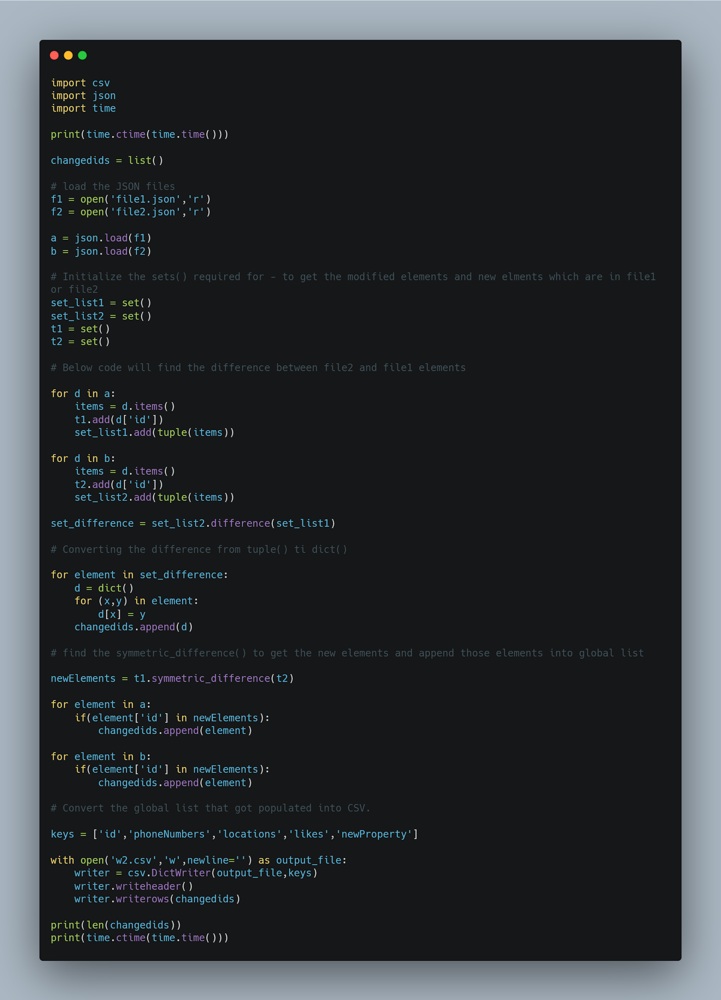 import csv
import json
import time
print(time.ctime(time.time()))
changedids = list()
# load the JSON files
f1 = open('file1.json','r')
f2 = open('file2.json','r')
a = json.load(f1)
b = json.load(f2)
# Initialize the sets() required for - to get the modified elements and new elments which are in file1
or file2
set_list1 = set()
set_list2 = set()
t1 = set()
t2 = set()
# Below code will find the difference between file2 and file1 elements
for d in a:
    items = d.items()
    t1.add(d['id'])
    set_list1.add(tuple(items))
for d in b:
    items = d.items()
    t2.add(d['id'])
    set_list2.add(tuple(items))
set_difference = set_list2.difference(set_list1)
# Converting the difference from tuple() ti dict()
for element in set_difference:
    d = dict()
    for (x,y) in element:
        d[x] = y
    changedids.append(d)
# find the symmetric_difference() to get the new elements and append those elements into global list
newElements = t1.symmetric_difference(t2)
for element in a:
    if(element['id'] in newElements):
        changedids.append(element)
for element in b:
    if(element['id'] in newElements):
        changedids.append(element)
# Convert the global list that got populated into CSV.
keys = ['id','phoneNumbers','locations','likes','newProperty']
with open('w2.csv','w',newline='') as output_file:
    writer = csv.DictWriter(output_file,keys)
    writer.writeheader()
    writer.writerows(changedids)
print(len(changedids))
print(time.ctime(time.time()))